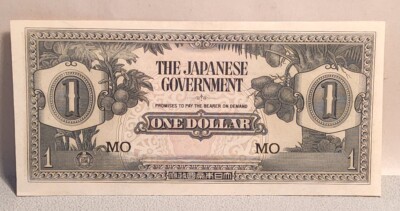 THE JAPANESE
GOVERNMENT
PROMISES TO PAY THE BEARER ON DEMAND
1 1
ONE DOLLAR
MO MO
1 1